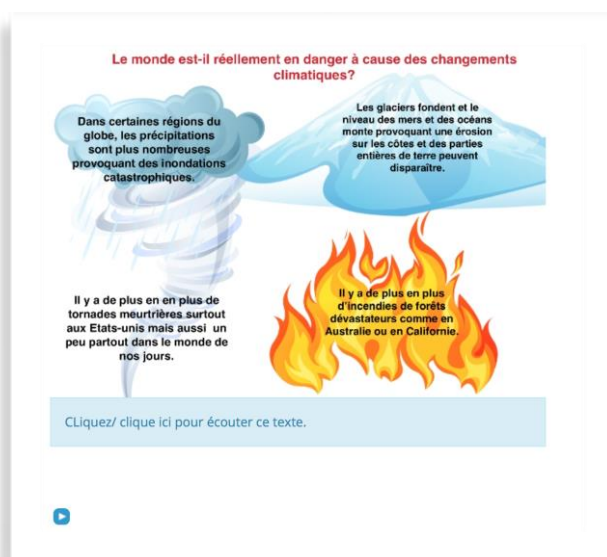 Le monde est-il réellement en danger à cause des changements
climatiques?
Dans certaines régions du
globe, les précipitations
sont plus nombreuses
provoquant des inondations
catastrophiques.
Les glaciers fondent et le
niveau des mers et des océans
monte provoquant une érosion
sur les côtes et des parties
entières de terre peuvent
disparaître.
Il y a de plus en en plus de
tornades meurtrières surtout
aux Etats-unis mais aussi un
peu partout dans le monde de
nos jours.
Il y a de plus en plus
d'incendies de forêts
dévastateurs comme en
Australie ou en Californie.
CLiquez/ clique ici pour écouter ce texte.